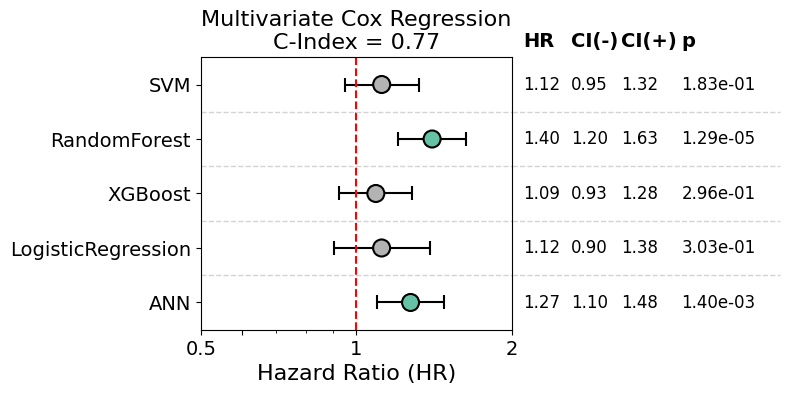 Multivariate Cox Regression
C-Index = 0.77
HR CI(-) CI(+) p
SVM 1.12 0.95 1.32 1.83e-01
RandomForest 1.40 1.20 1.63 1.29e-05
XGBoost 1.09 0.93 1.28 2.96e-01
LogisticRegression 1.12 0.90 1.38 3.03e-01
ANN 1.27 1.10 1.48 1.40e-03
0.5 1 2
Hazard Ratio (HR)